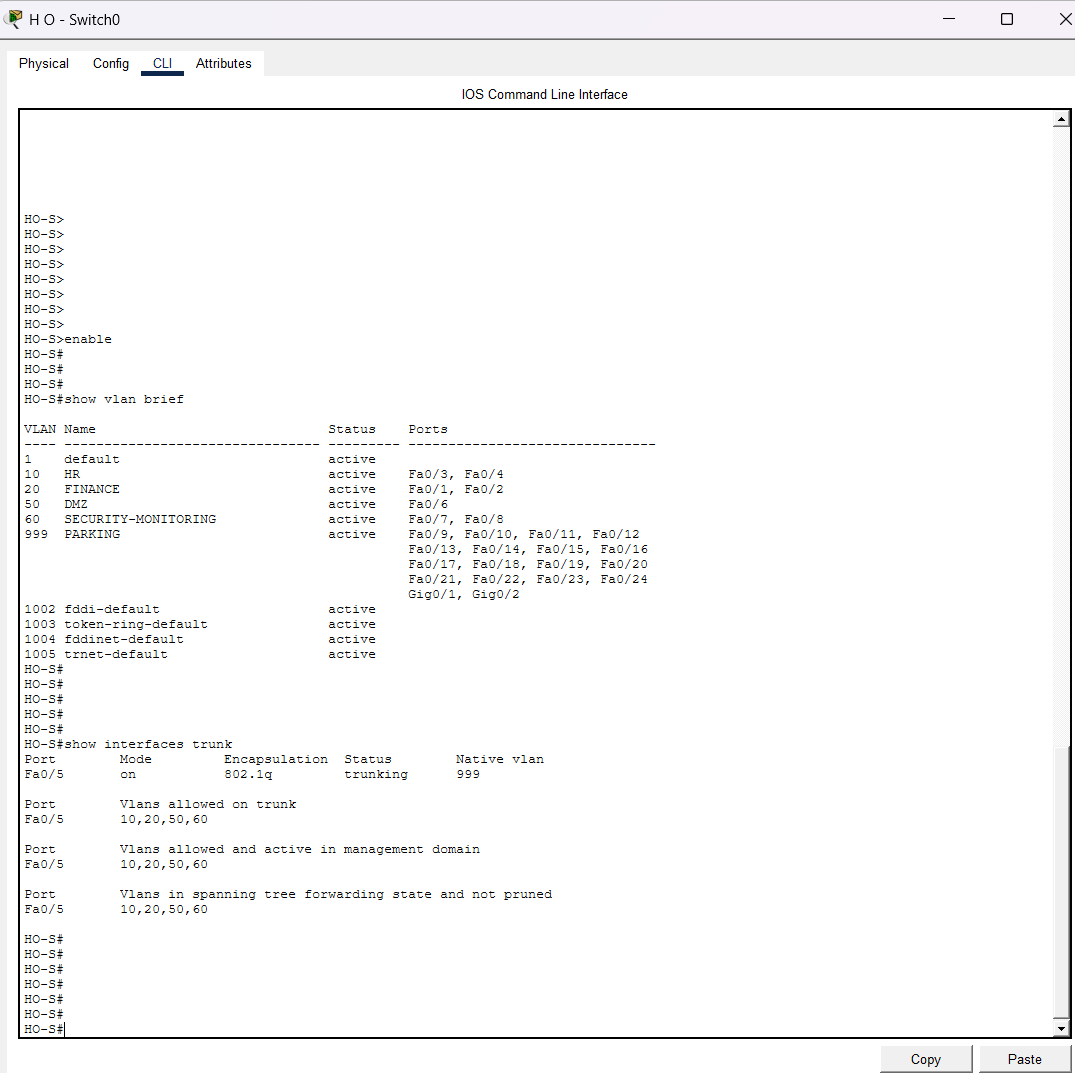 H O - Switch0
Physical Config CLI Attributes
IOS Command Line Interface
HO-S>
HO-S>
HO-S>
HO-S>
HO-S>
HO-S>
HO-S>
HO-S>
HO-S>enable
HO-S#
HO-S#
HO-S#
HO-S#show vlan brief

VLAN Name                             Status    Ports
---- -------------------------------- --------- -------------------------------
1    default                          active
10   HR                               active    Fa0/3, Fa0/4
20   FINANCE                          active    Fa0/1, Fa0/2
50   DMZ                              active    Fa0/6
60   SECURITY-MONITORING              active    Fa0/7, Fa0/8
999  PARKING                          active    Fa0/9, Fa0/10, Fa0/11, Fa0/12
                                                Fa0/13, Fa0/14, Fa0/15, Fa0/16
                                                Fa0/17, Fa0/18, Fa0/19, Fa0/20
                                                Fa0/21, Fa0/22, Fa0/23, Fa0/24
                                                Gig0/1, Gig0/2
1002 fddi-default                     active
1003 token-ring-default               active
1004 fddinet-default                  active
1005 trnet-default                    active
HO-S#
HO-S#
HO-S#
HO-S#
HO-S#
HO-S#show interfaces trunk
Port        Mode         Encapsulation  Status        Native vlan
Fa0/5       on           802.1q         trunking      999

Port        Vlans allowed on trunk
Fa0/5       10,20,50,60

Port        Vlans allowed and active in management domain
Fa0/5       10,20,50,60

Port        Vlans in spanning tree forwarding state and not pruned
Fa0/5       10,20,50,60

HO-S#
HO-S#
HO-S#
HO-S#
HO-S#
HO-S#
HO-S#
Copy Paste